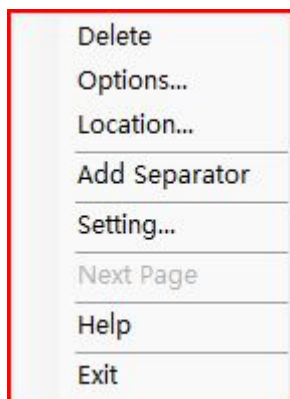 Delete
Options...
Location...
Add Separator
Setting...
Next Page
Help
Exit